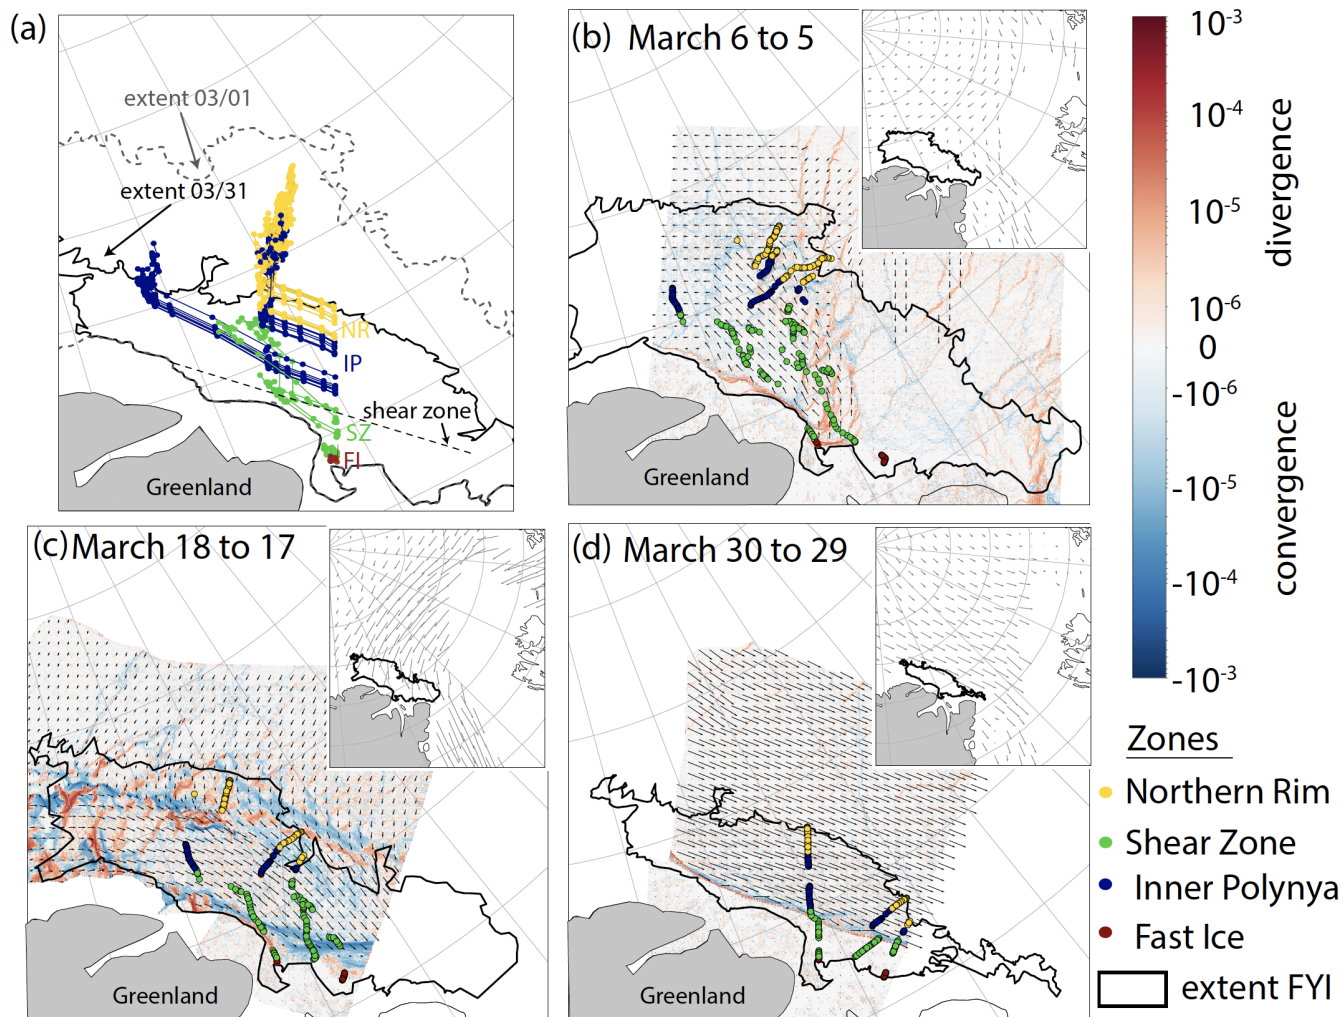 (a)
extent 03/01
extent 03/31
NR
IP
shear zone
SZ
FI
Greenland
(b) March 6 to 5
Greenland
(c) March 18 to 17
Greenland
(d) March 30 to 29
Greenland
10-3
10-4
10-5
10-6
0
-10-6
-10-5
-10-4
-10-3
divergence
convergence
Zones
Northern Rim
Shear Zone
Inner Polynya
Fast Ice
extent FYI